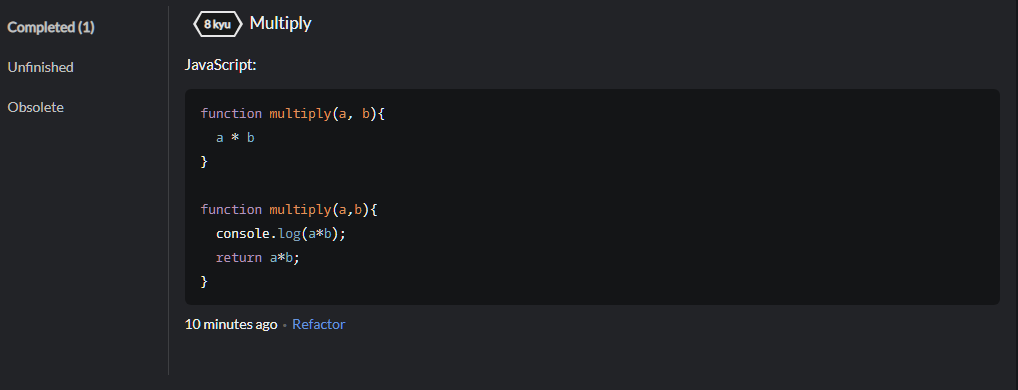 Completed (1)
Unfinished
Obsolete
8 kyu Multiply
JavaScript:
function multiply(a, b){
  a * b
}

function multiply(a,b){
  console.log(a*b);
  return a*b;
}
10 minutes ago • Refactor